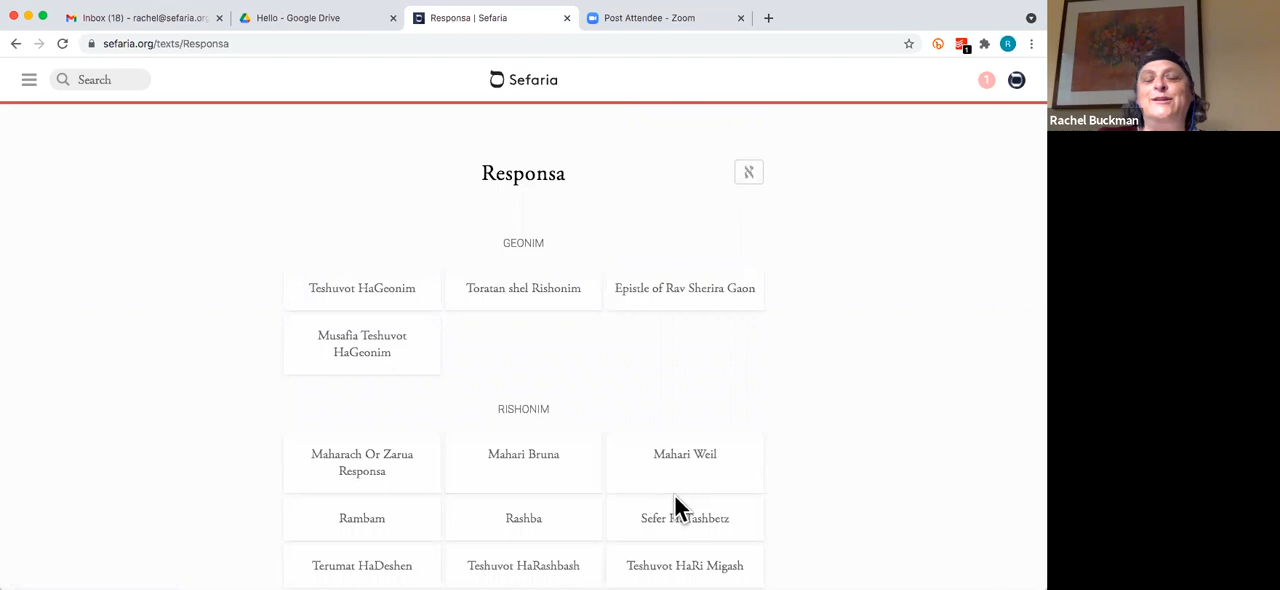 Inbox (18) - rachel@sefaria.org
Hello - Google Drive
Responsa | Sefaria
Post Attendee - Zoom
sefaria.org/texts/Responsa
1
R
Search
Sefaria
1
Rachel Buckman
Responsa
א
GEONIM
Teshuvot HaGeonim
Toratan shel Rishonim
Epistle of Rav Sherira Gaon
Musafia Teshuvot
HaGeonim
RISHONIM
Maharach Or Zarua
Responsa
Mahari Bruna
Mahari Weil
Rambam
Rashba
Sefer Tashbetz
Terumat HaDeshen
Teshuvot HaRashbash
Teshuvot HaRi Migash